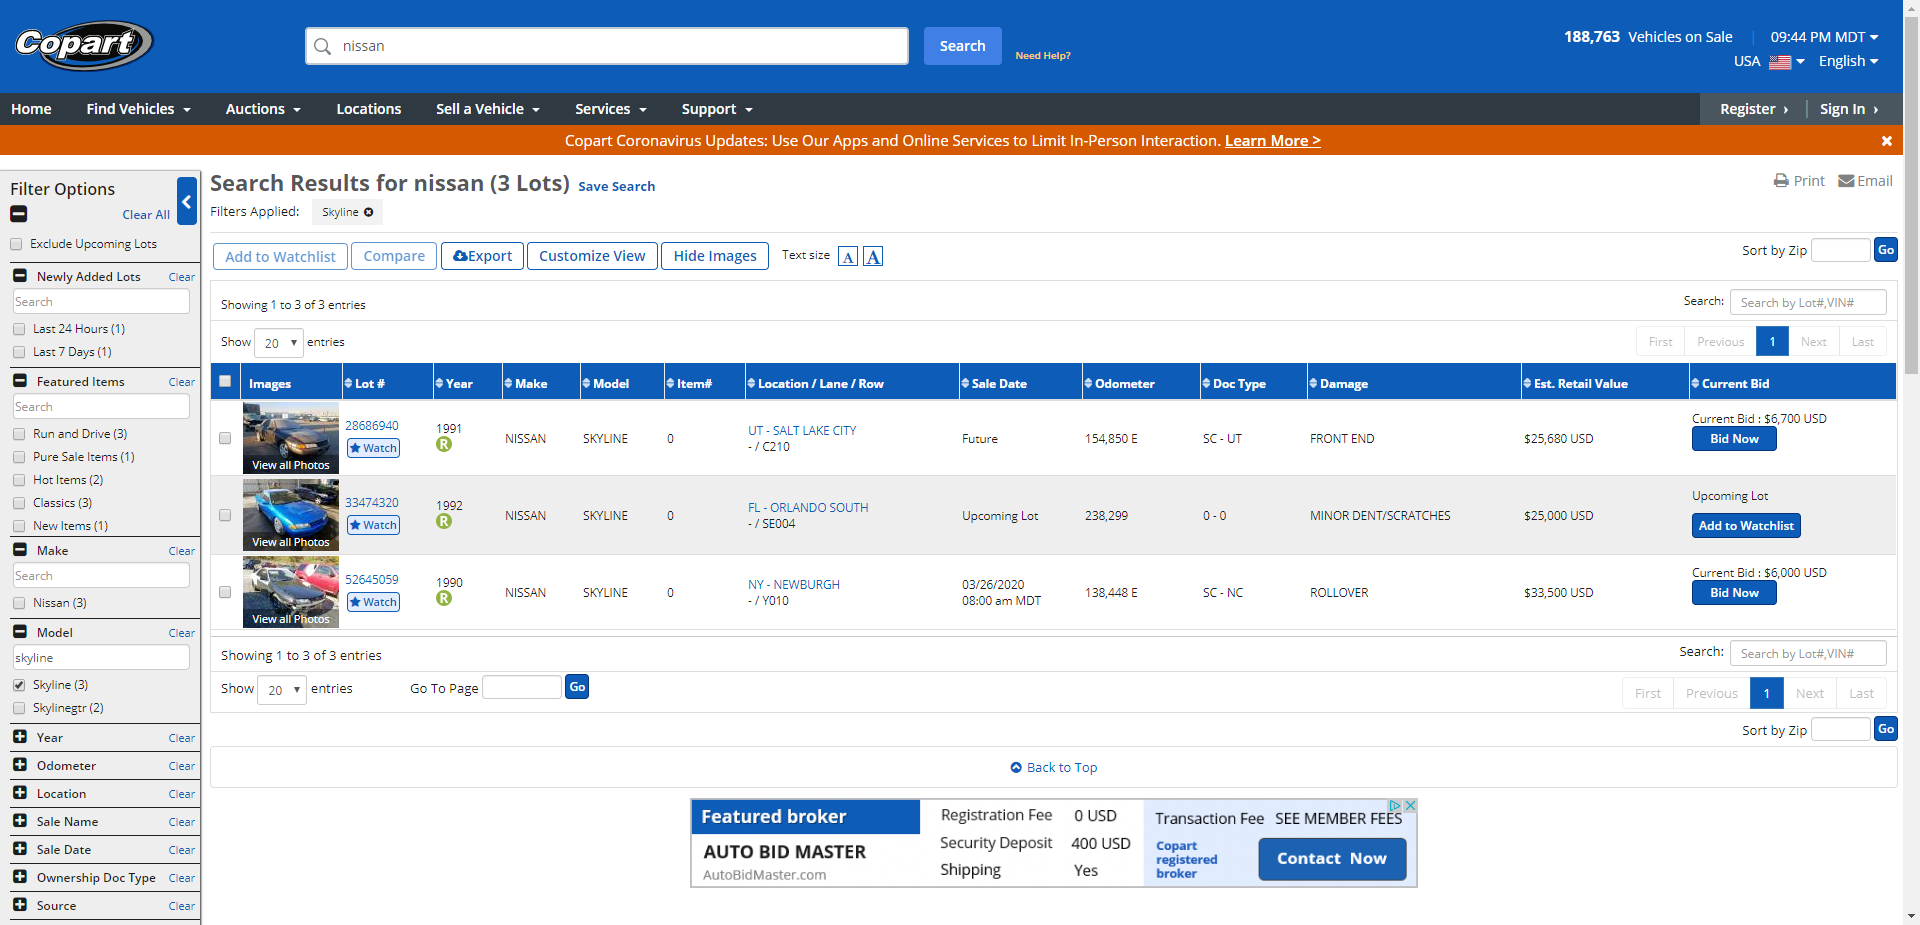 Copart
nissan
Search
Need Help?
188,763 Vehicles on Sale
09:44 PM MDT
USA
English
Home
Find Vehicles
Auctions
Locations
Sell a Vehicle
Services
Support
Register ›
Sign In ›
Copart Coronavirus Updates: Use Our Apps and Online Services to Limit In-Person Interaction. Learn More >
Filter Options
Clear All
Exclude Upcoming Lots
Newly Added Lots Clear
Search
Last 24 Hours (1)
Last 7 Days (1)
Featured Items Clear
Search
Run and Drive (3)
Pure Sale Items (1)
Hot Items (2)
Classics (3)
New Items (1)
Make Clear
Search
Nissan (3)
Model Clear
skyline
Skyline (3)
Skylinegtr (2)
Year Clear
Odometer Clear
Location Clear
Sale Name Clear
Sale Date Clear
Ownership Doc Type Clear
Source Clear
Search Results for nissan (3 Lots) Save Search
Print Email
Filters Applied: Skyline
Add to Watchlist
Compare
Export
Customize View
Hide Images
Text size A A
Sort by Zip Go
Showing 1 to 3 of 3 entries
Search: Search by Lot#,VIN#
Show 20 entries
First Previous 1 Next Last
Images Lot # Year Make Model Item# Location / Lane / Row Sale Date Odometer Doc Type Damage Est. Retail Value Current Bid
View all Photos
28686940
Watch
1991
R
NISSAN
SKYLINE
0
UT - SALT LAKE CITY
- / C210
Future
154,850 E
SC - UT
FRONT END
$25,680 USD
Current Bid : $6,700 USD
Bid Now
View all Photos
33474320
Watch
1992
R
NISSAN
SKYLINE
0
FL - ORLANDO SOUTH
- / SE004
Upcoming Lot
238,299
0 - 0
MINOR DENT/SCRATCHES
$25,000 USD
Upcoming Lot
Add to Watchlist
View all Photos
52645059
Watch
1990
R
NISSAN
SKYLINE
0
NY - NEWBURGH
- / Y010
03/26/2020
08:00 am MDT
138,448 E
SC - NC
ROLLOVER
$33,500 USD
Current Bid : $6,000 USD
Bid Now
Showing 1 to 3 of 3 entries
Search: Search by Lot#,VIN#
Show 20 entries
Go To Page Go
First Previous 1 Next Last
Sort by Zip Go
Back to Top
Featured broker
AUTO BID MASTER
AutoBidMaster.com
Registration Fee 0 USD
Security Deposit 400 USD
Shipping Yes
Transaction Fee SEE MEMBER FEES
Copart
registered
broker
Contact Now